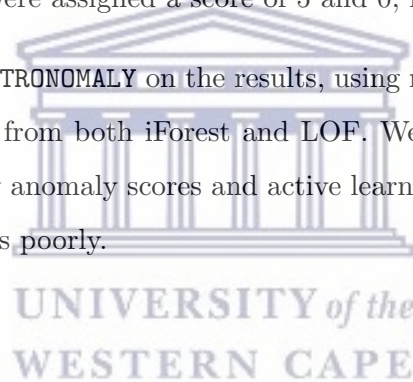 were assigned a score of 5 and 0,
TRONOMALY on the results, using
from both iForest and LOF. We
anomaly scores and active learn
s poorly.
UNIVERSITY of the
WESTERN CAPE